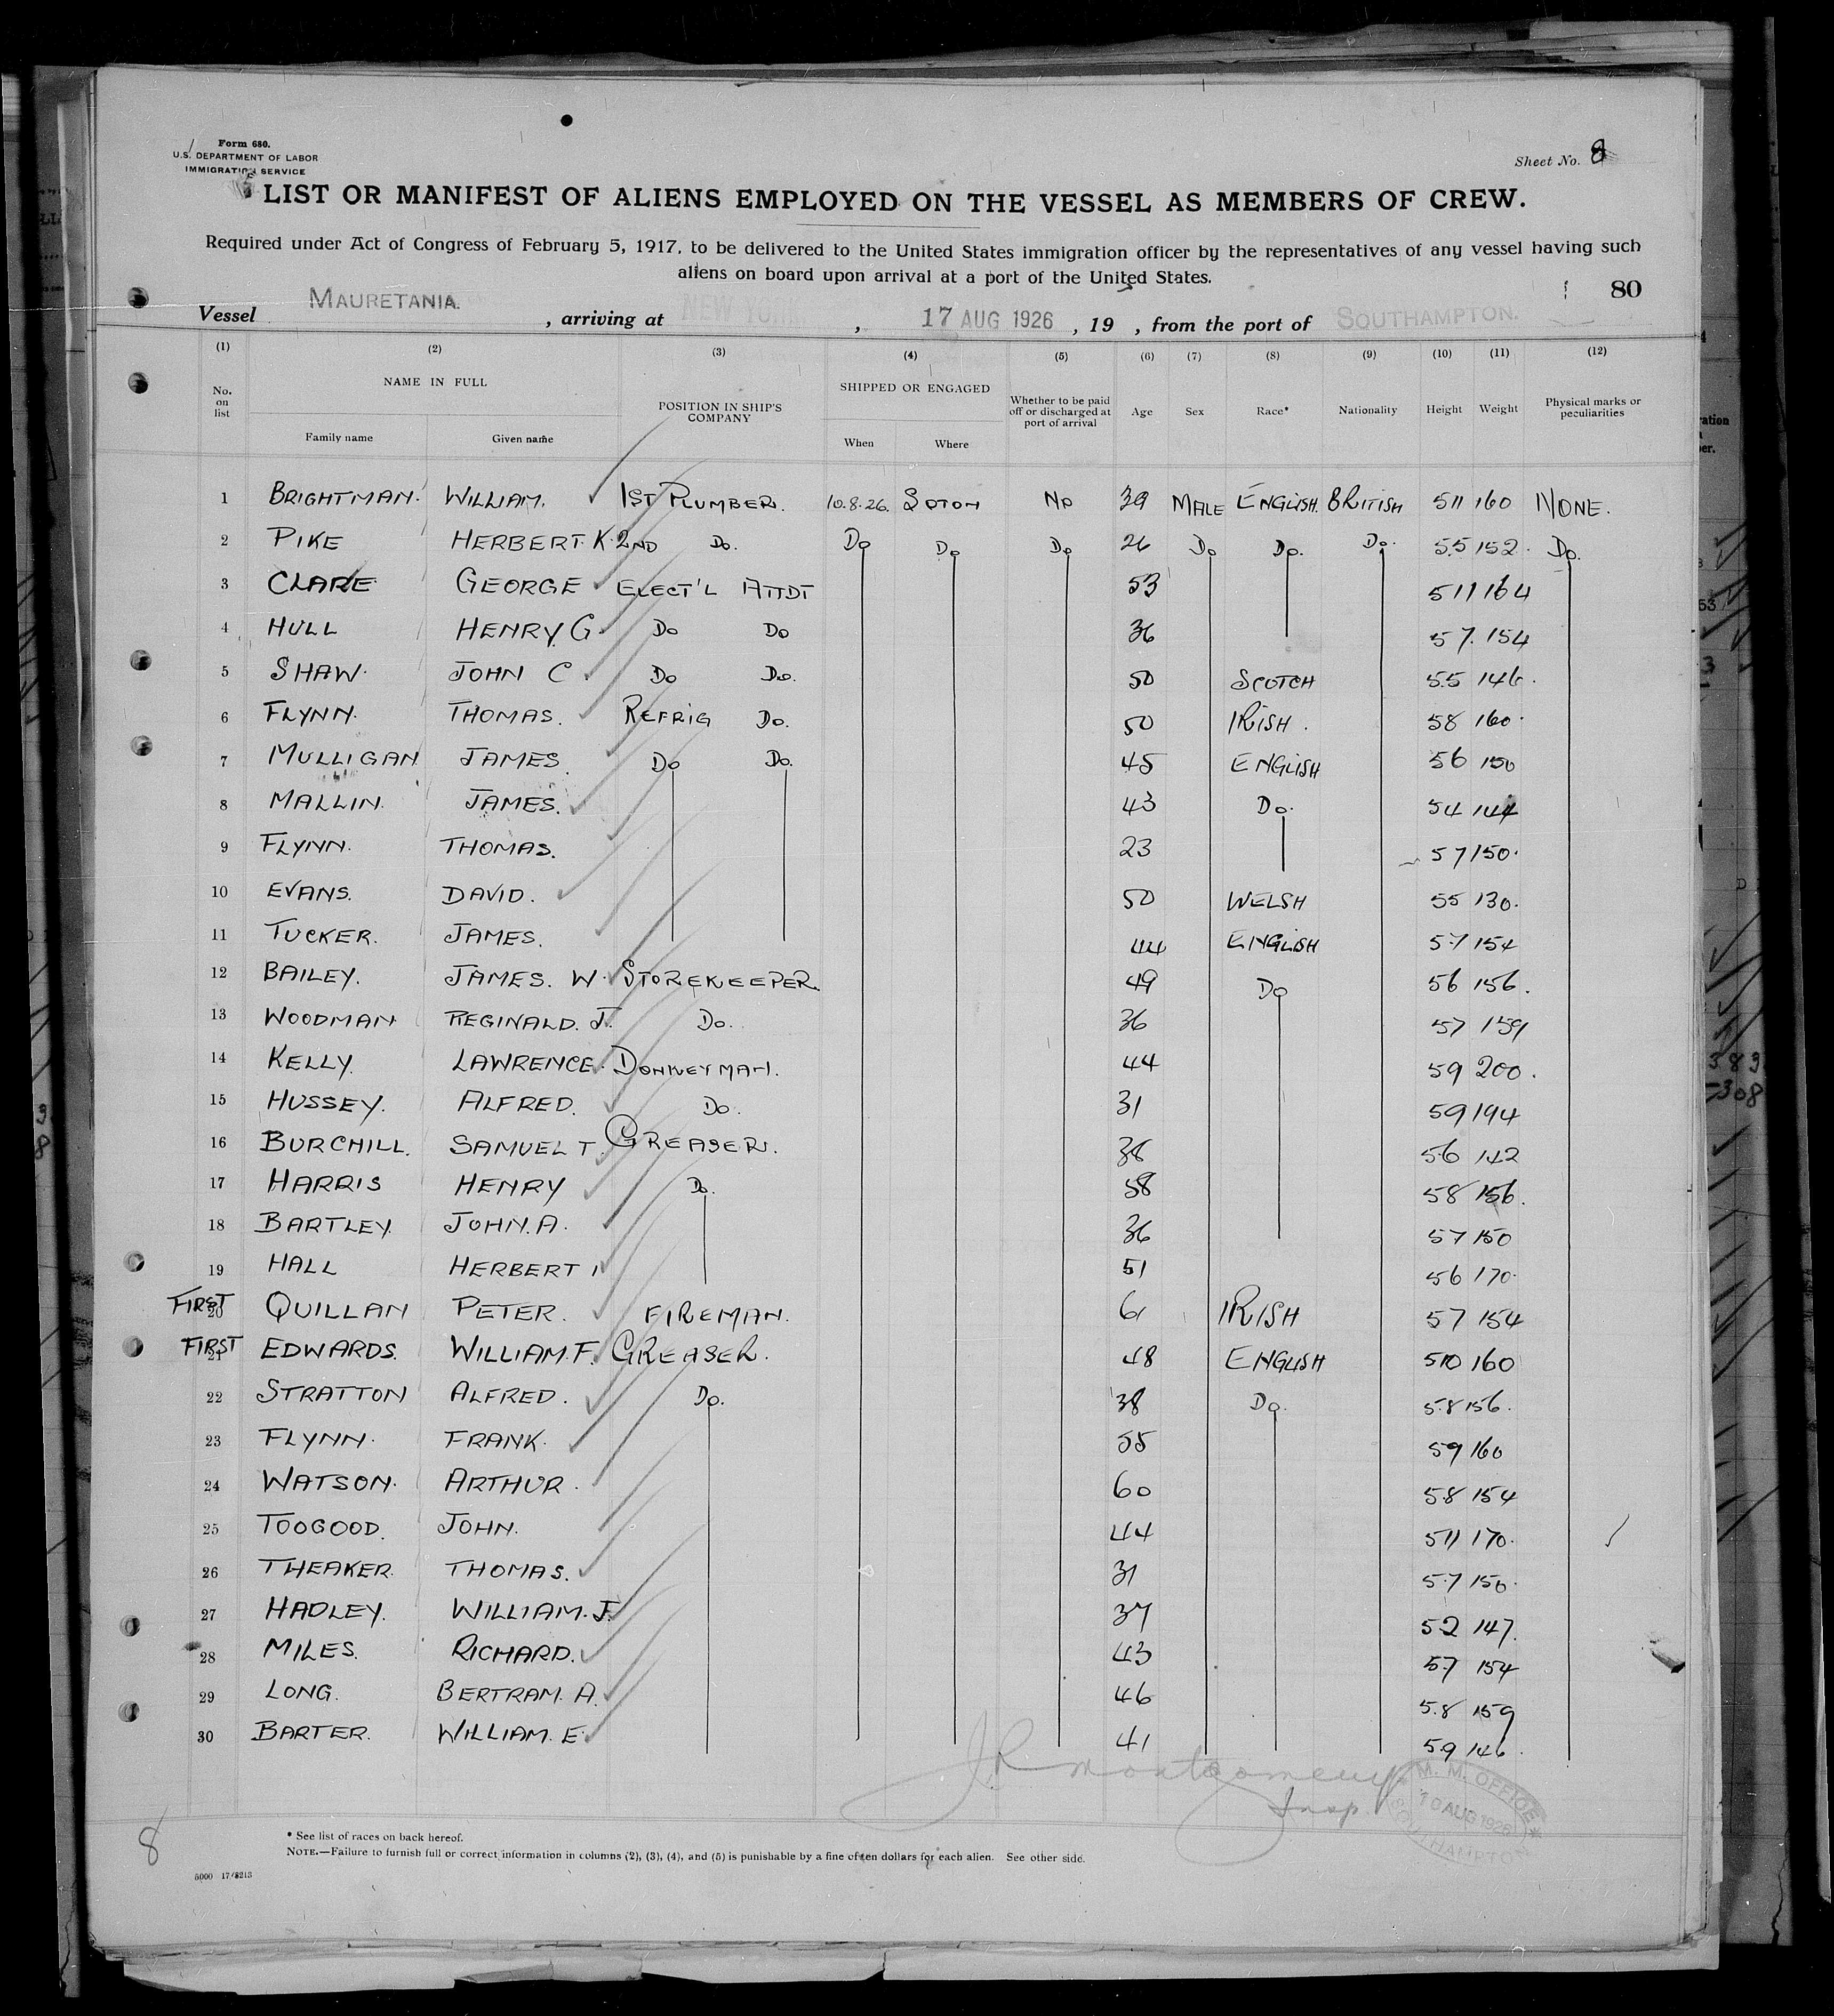 Form 680.
U.S. DEPARTMENT OF LABOR
IMMIGRATION SERVICE
Sheet No. 8
LIST OR MANIFEST OF ALIENS EMPLOYED ON THE VESSEL AS MEMBERS OF CREW.
Required under Act of Congress of February 5, 1917, to be delivered to the United States immigration officer by the representatives of any vessel having such
aliens on board upon arrival at a port of the United States.
80
Vessel MAURETANIA. , arriving at NEW YORK , 17 AUG 1926 , 19 , from the port of SOUTHAMPTON.
(1) (2) (3) (4) (5) (6) (7) (8) (9) (10) (11) (12)
No. on list NAME IN FULL Family name Given name POSITION IN SHIP'S COMPANY SHIPPED OR ENGAGED When Where Whether to be paid off or discharged at port of arrival Age Sex Race* Nationality Height Weight Physical marks or peculiarities
1 BRIGHTMAN. WILLIAM. 1ST PLUMBER. 10.8.26. SOTON NO 39 MALE ENGLISH. BRITISH 511 160 NONE.
2 PIKE HERBERT. K. 2ND Do. Do Do Do 26 Do Do. Do. 5.5 152. Do.
3 CLARE GEORGE ELECT'L ATTDT 53 511 164
4 HULL HENRY. G. Do Do 36 57. 154
5 SHAW. JOHN C Do Do. 50 SCOTCH 5.5 146.
6 FLYNN. THOMAS. REFRIG Do. 50 IRISH. 58 160.
7 MULLIGAN JAMES. Do Do. 45 ENGLISH 56 150
8 MALLIN. JAMES. 43 Do. 54 144
9 FLYNN. THOMAS. 23 57 150.
10 EVANS. DAVID. 50 WELSH 55 130.
11 TUCKER. JAMES. 44 ENGLISH 5.7 154
12 BAILEY. JAMES. W. STOREKEEPER. 49 Do 56 156.
13 WOODMAN REGINALD. J. Do. 36 57 159
14 KELLY. LAWRENCE. DONKEYMAN. 44 59 200.
15 HUSSEY. ALFRED. Do. 31 59 194
16 BURCHILL. SAMUEL T. GREASER. 38 56 142
17 HARRIS HENRY Do. 58 58 156.
18 BARTLEY. JOHN. A. 36 57 150
19 HALL HERBERT 51 56 170.
FIRST 20 QUILLAN PETER. FIREMAN. 61 IRISH 57 154
FIRST 21 EDWARDS. WILLIAM. F. GREASER. 48 ENGLISH 510 160
22 STRATTON ALFRED. Do. 38 Do. 5.8 156.
23 FLYNN. FRANK. 55 59 160
24 WATSON. ARTHUR. 60 58 154
25 TOOGOOD. JOHN. 44 511 170.
26 THEAKER. THOMAS. 31 5.7 150.
27 HADLEY. WILLIAM. J. 37 52 147.
28 MILES. RICHARD. 43 57 154
29 LONG. BERTRAM. A. 46 5.8 159
30 BARTER. WILLIAM. E. 41 5.9 146.
J R Montgomery
Insp.
M. M. OFFICE
10 AUG 1926
SOUTHAMPTON
8
* See list of races on back hereof.
NOTE.—Failure to furnish full or correct information in columns (2), (3), (4), and (5) is punishable by a fine of ten dollars for each alien. See other side.
5000 17/8213